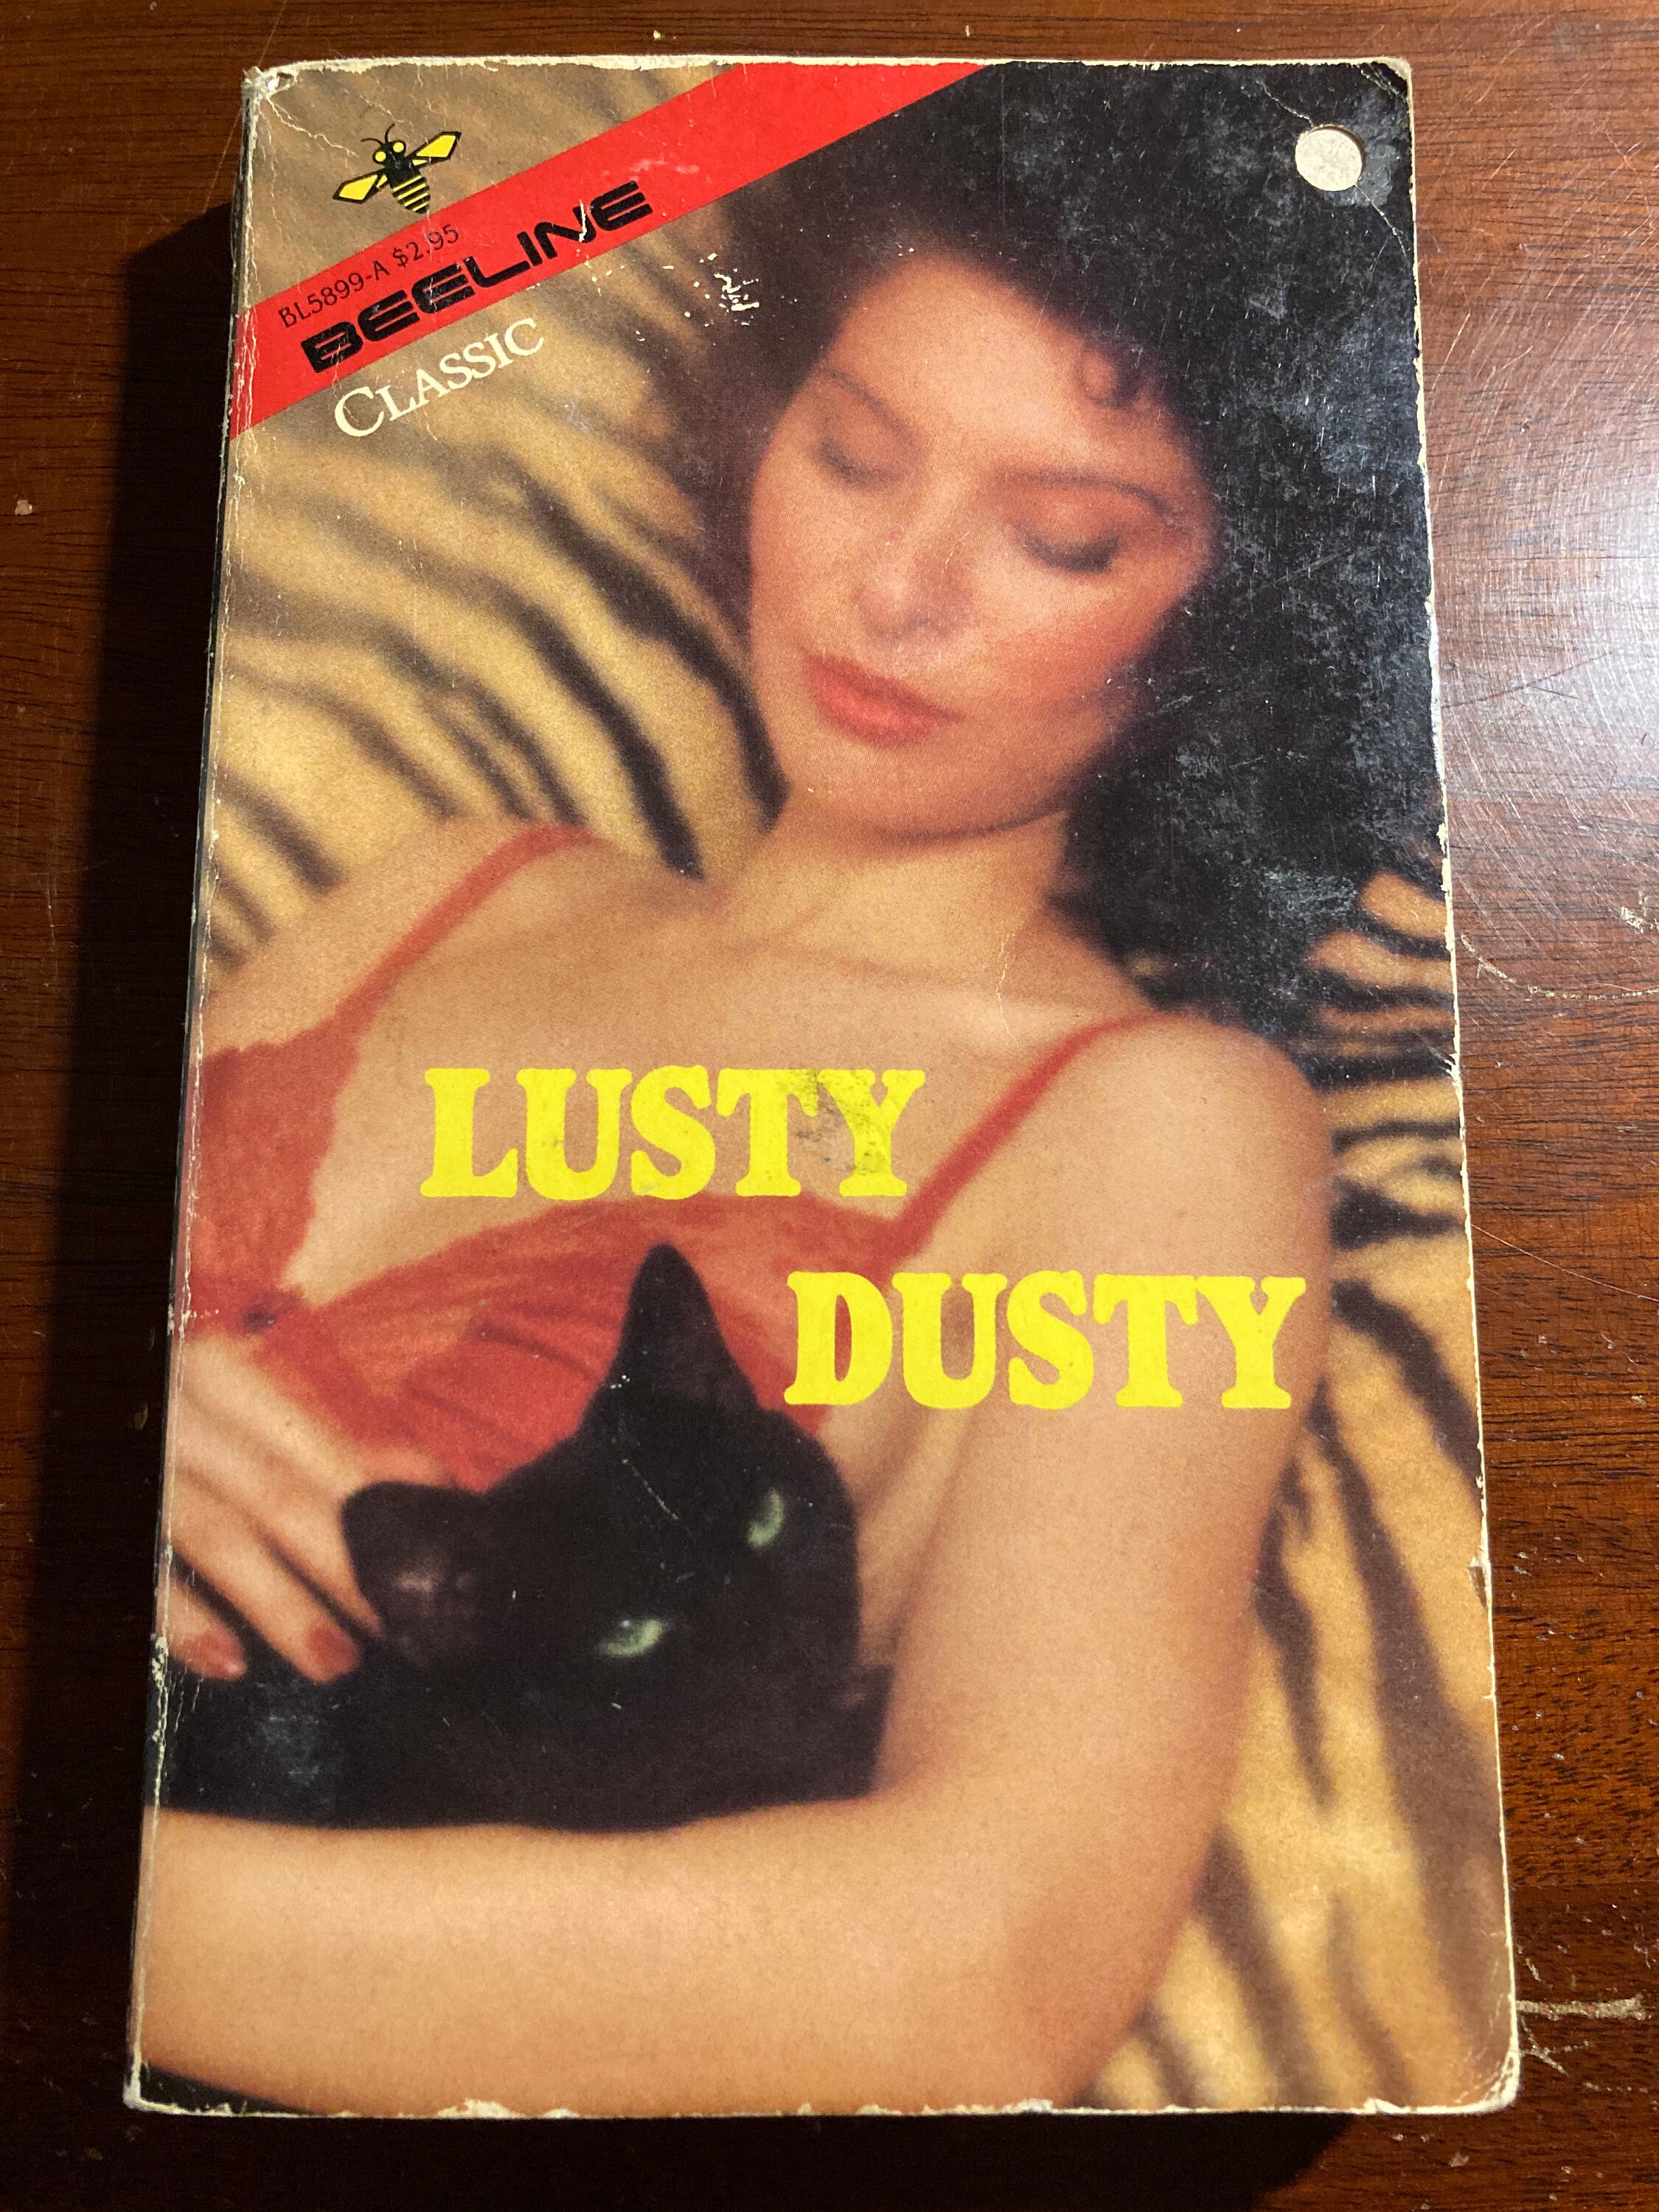 BL5899-A $2.95
BEELINE
CLASSIC
LUSTY
DUSTY